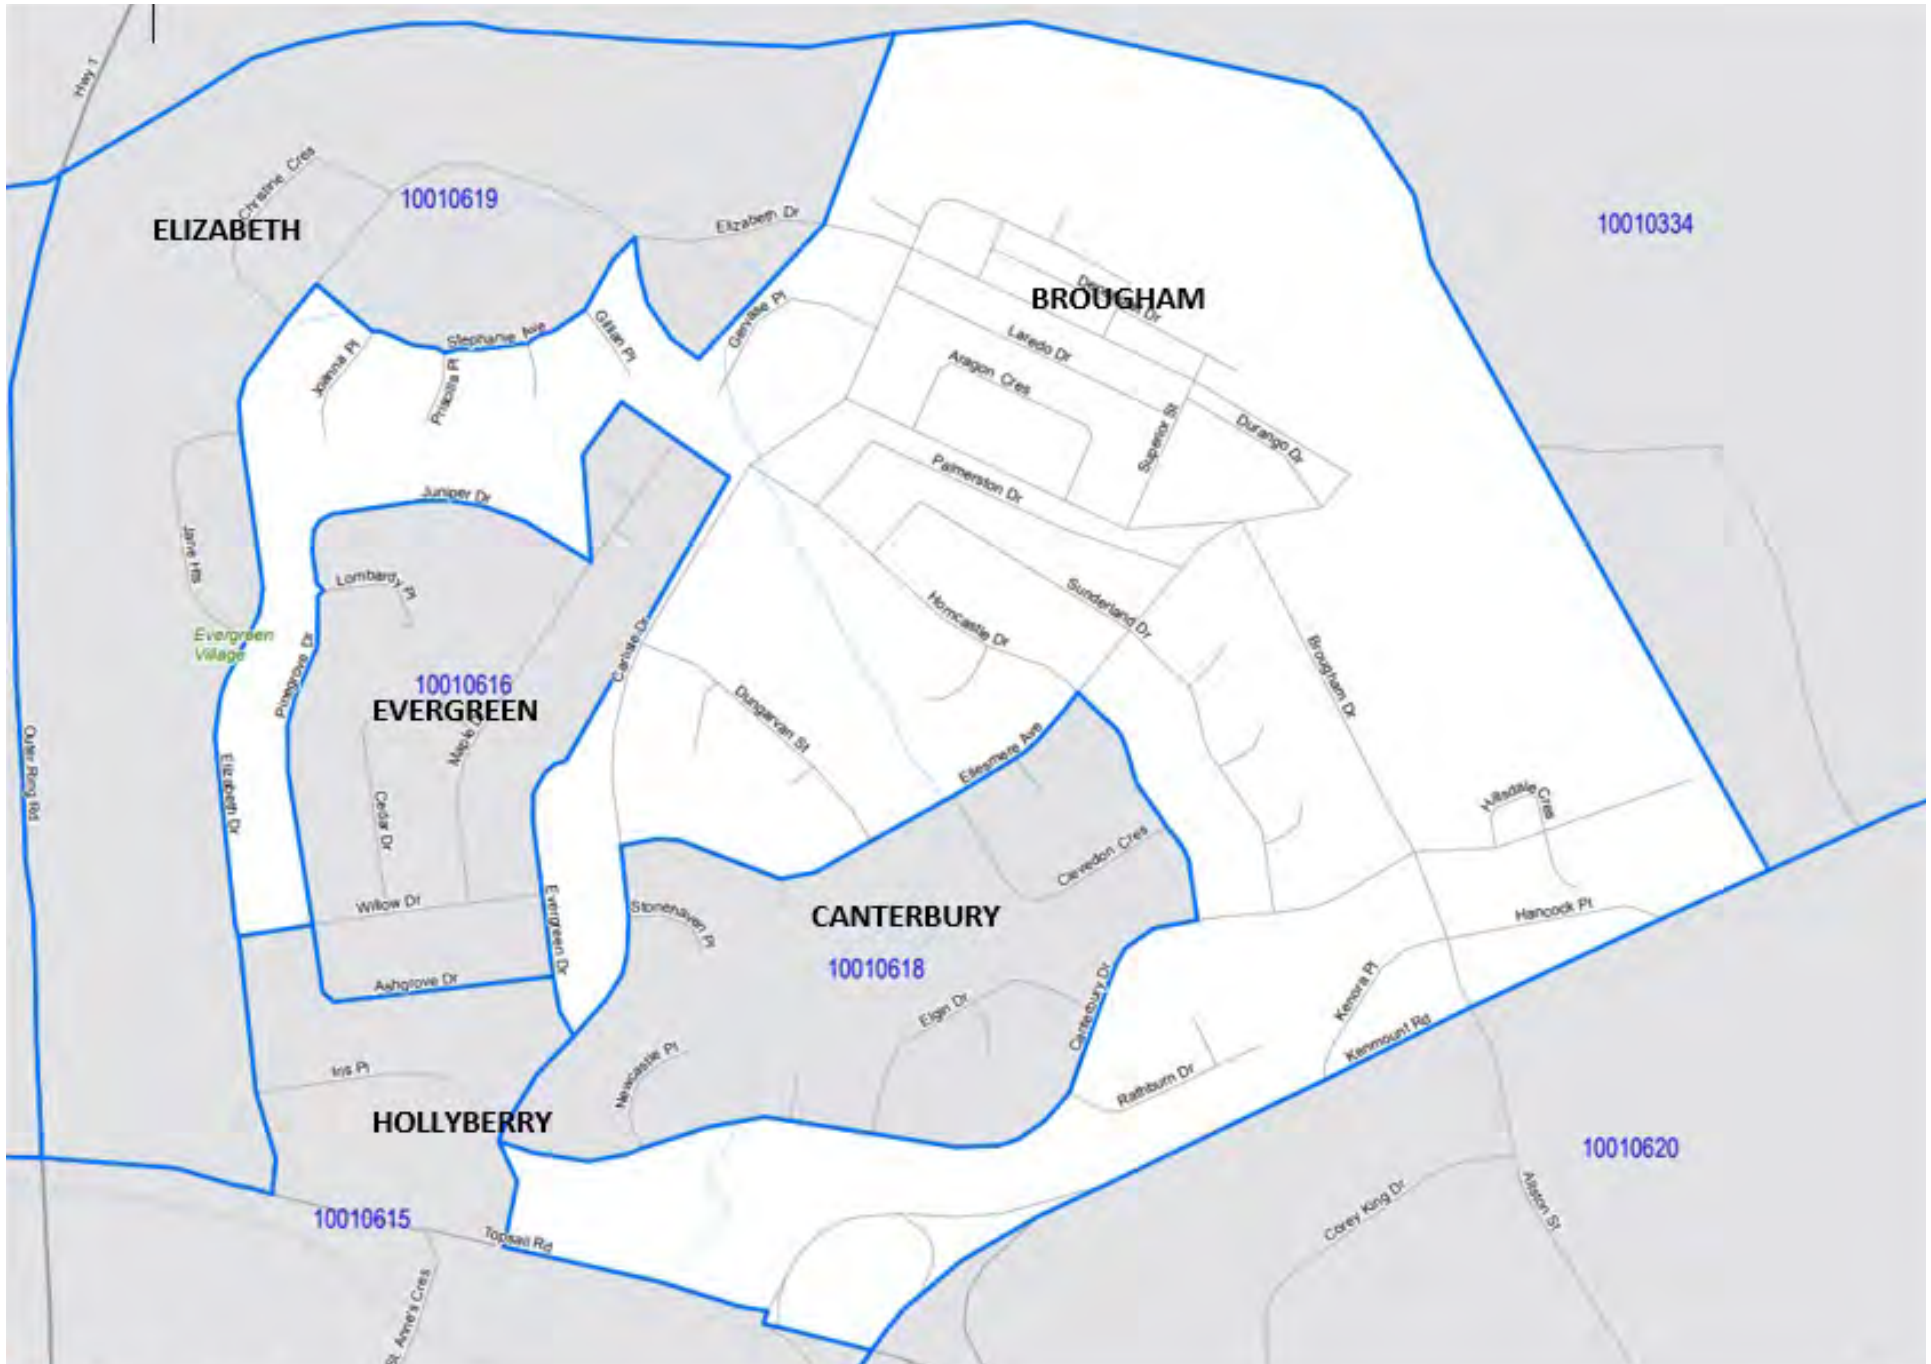 Hwy 1
Christine Cres
10010619
ELIZABETH
Elizabeth Dr
10010334
BROUGHAM
Gervaise Pl
Gillian Pl
Stephanie Ave
Joanna Pl
Priscilla Pl
Laredo Dr
Aragon Cres
Superior St
Durango Dr
Palmerston Dr
Juniper Dr
Jane Hts
Lombardy Pl
Sunderland Dr
Horncastle Dr
Evergreen
Village
Pinegrove Dr
Carlisle Dr
Brougham Dr
10010616
EVERGREEN
Dungarvan St
Maple
Ellesmere Ave
Outer Ring Rd
Elizabeth Dr
Cedar Dr
Hillsdale Cres
Clevedon Cres
Willow Dr
Evergreen Dr
Stonehaven Pl
CANTERBURY
Hancock Pl
10010618
Ashgrove Dr
Kenora Pl
Elgin Dr
Canterbury Dr
Kenmount Rd
Iris Pl
Newcastle Pl
Rathburn Dr
HOLLYBERRY
10010620
10010615
Corey King Dr
Allston St
Topsail Rd
St. Anne's Cres